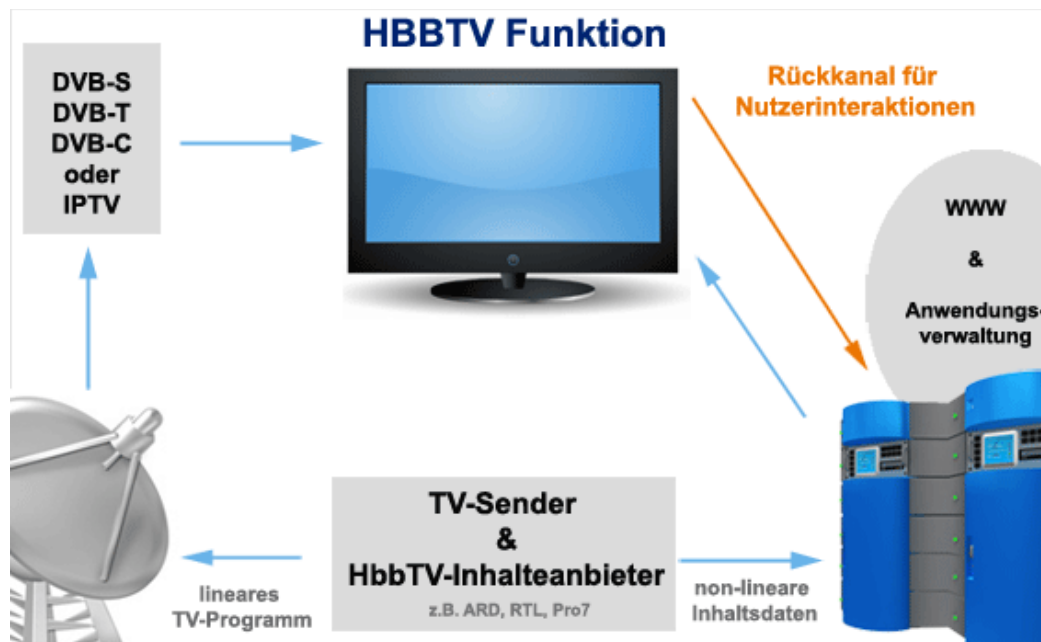 HBBTV Funktion
DVB-S
DVB-T
DVB-C
oder
IPTV
Rückkanal für
Nutzerinteraktionen
WWW
&
Anwendungs-
verwaltung
TV-Sender
&
HbbTV-Inhalteanbieter
z.B. ARD, RTL, Pro7
lineares
TV-Programm
non-lineare
Inhaltsdaten